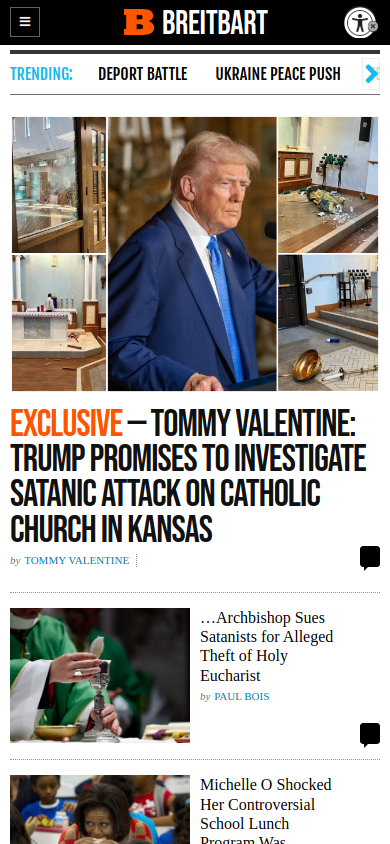 BREITBART
TRENDING:
DEPORT BATTLE
UKRAINE PEACE PUSH
EXCLUSIVE – TOMMY VALENTINE:
TRUMP PROMISES TO INVESTIGATE
SATANIC ATTACK ON CATHOLIC
CHURCH IN KANSAS
by TOMMY VALENTINE
…Archbishop Sues
Satanists for Alleged
Theft of Holy
Eucharist
by PAUL BOIS
Michelle O Shocked
Her Controversial
School Lunch
Program Was